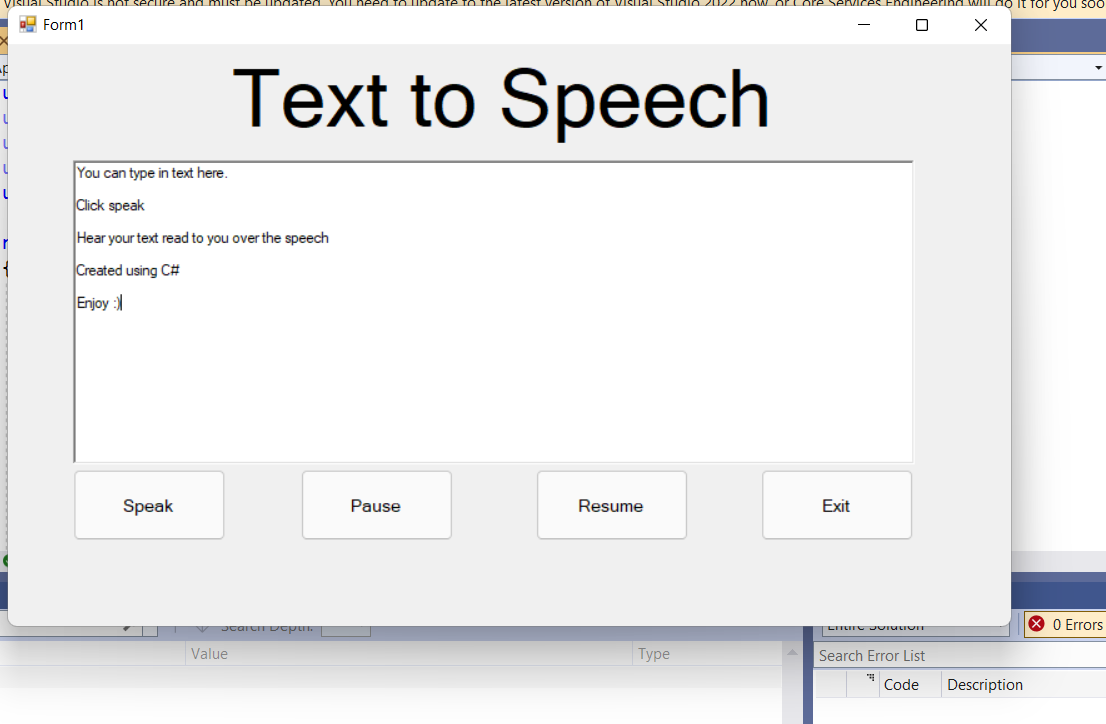 Visual Studio is not secure and must be updated. You need to update to the latest version of Visual Studio 2022 now, or Core Services Engineering will do it for you soo
Form1
Text to Speech
You can type in text here.
Click speak
Hear your text read to you over the speech
Created using C#
Enjoy :)
Speak
Pause
Resume
Exit
Search Depth:
Entire Solution
0 Errors
Value
Type
Search Error List
Code
Description